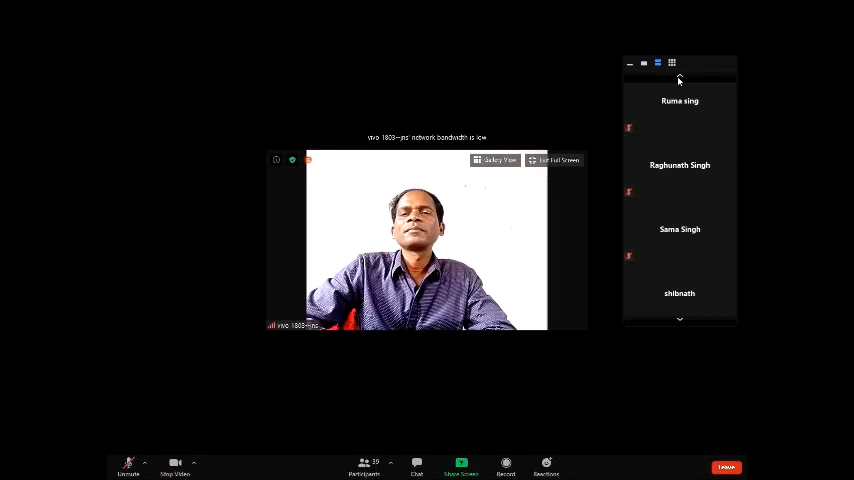 vivo 1803~~jns' network bandwidth is low
Gallery View
Exit Full Screen
vivo 1803~~jns
Ruma sing
Raghunath Singh
Sama Singh
shibnath
Unmute
Stop Video
39
Participants
Chat
Share Screen
Record
Reactions
Leave